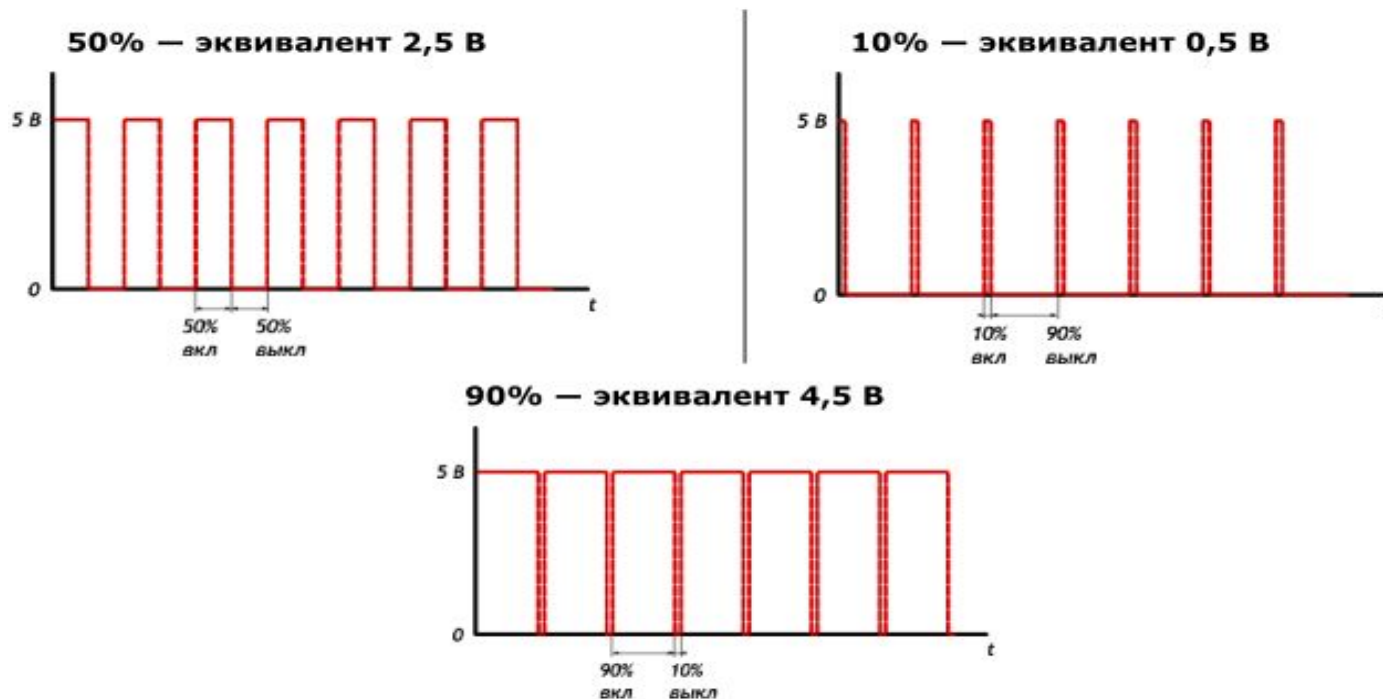 50% — эквивалент 2,5 В
5 В
0
t
50%
вкл
50%
выкл
10% — эквивалент 0,5 В
5 В
0
10%
вкл
90%
выкл
90% — эквивалент 4,5 В
5 В
0
t
90%
вкл
10%
выкл